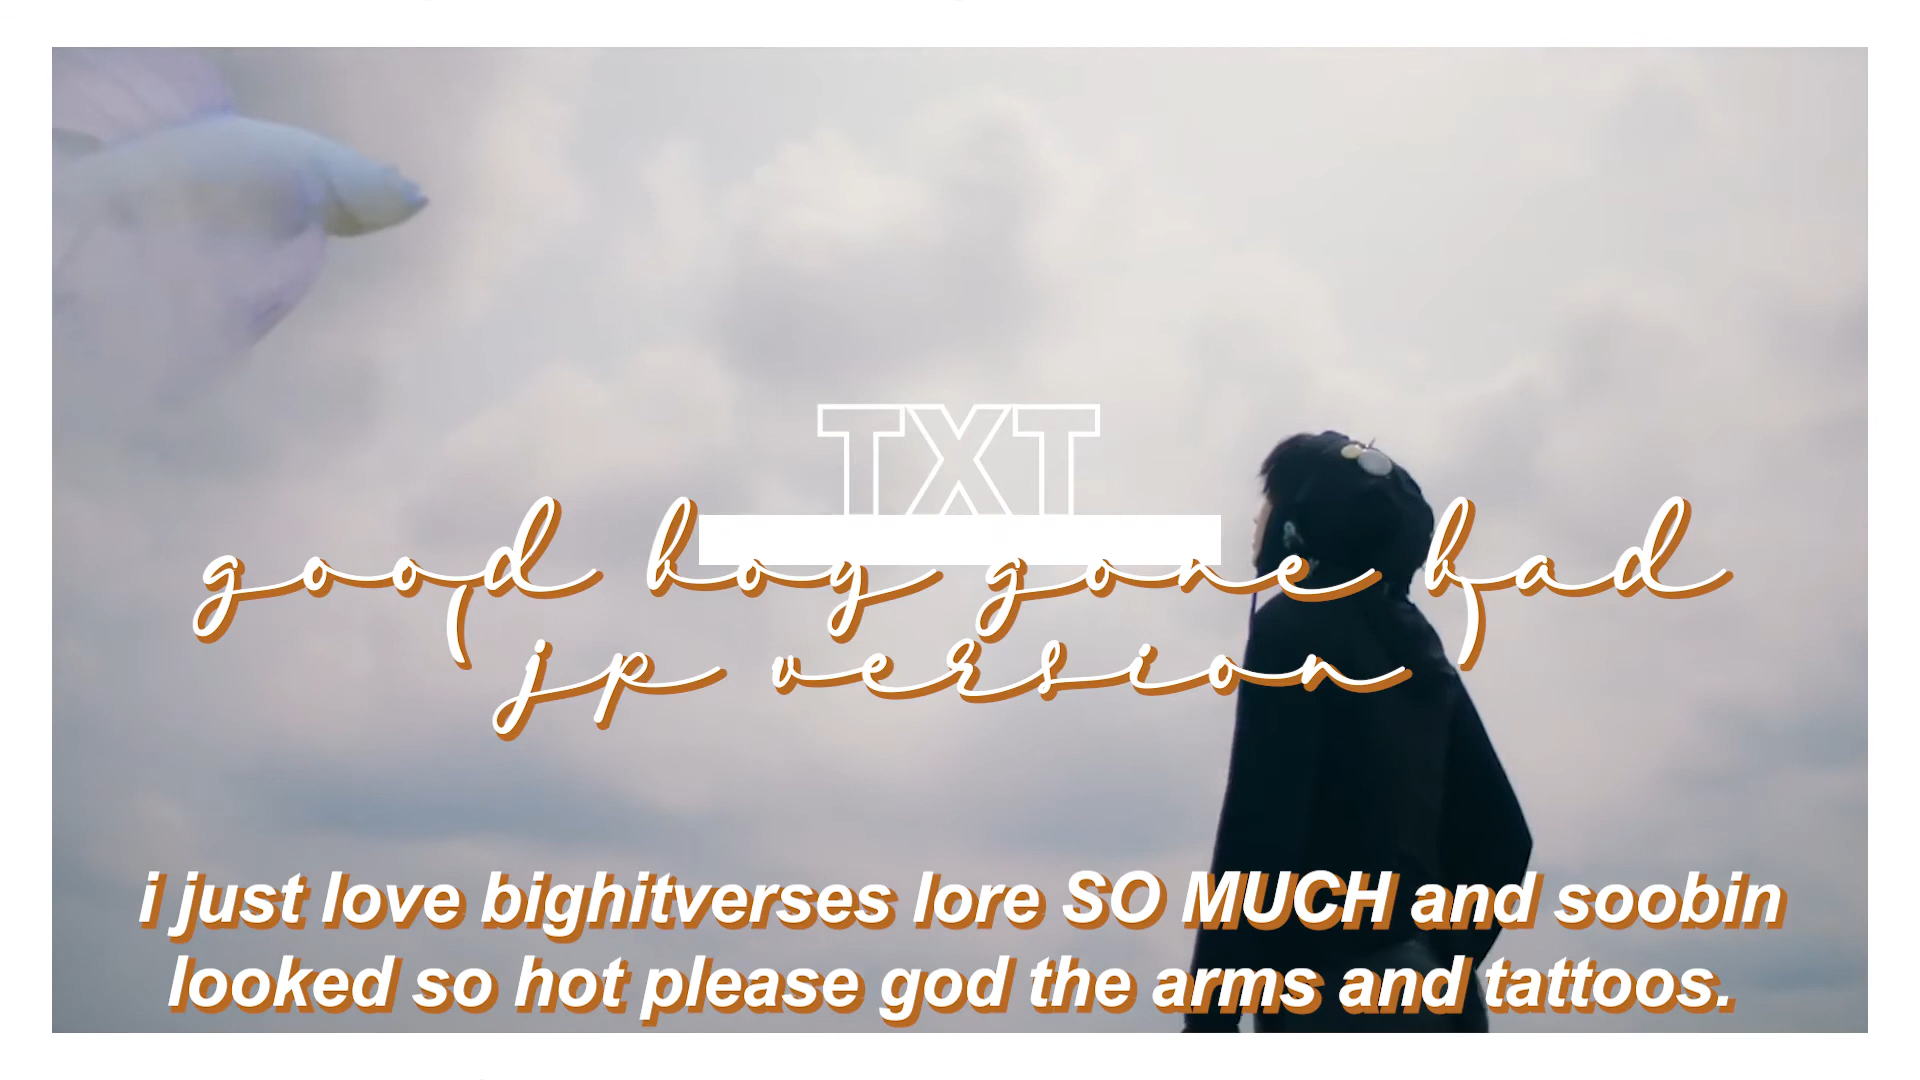 TXT
good boy gone bad
jp version
i just love bighitverses lore SO MUCH and soobin
looked so hot please god the arms and tattoos.